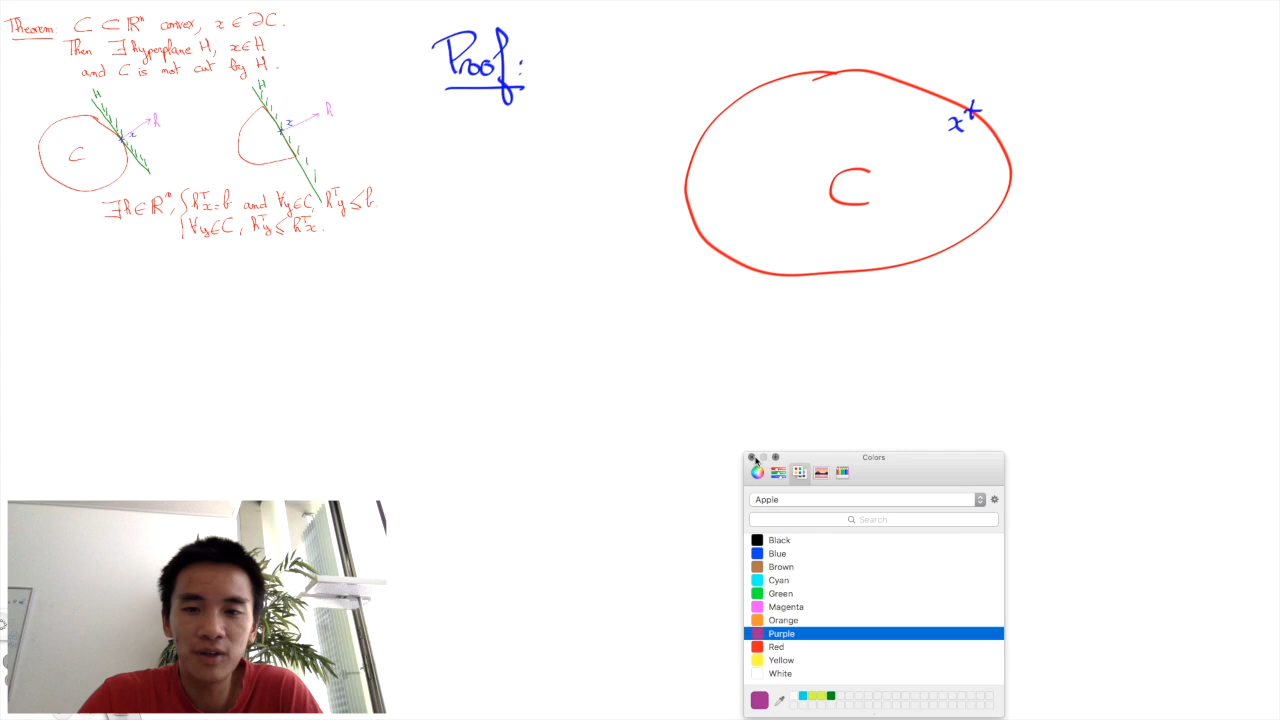 Theorem: C ⊂ ℝⁿ convex, x ∈ ∂C.
Then ∃ hyperplane H, x∈H
and C is not cut by H.
H
x
h
C
H
x
h
∃h∈ℝⁿ, { hᵀx=b and ∀y∈C, hᵀy ≤ b.
∀y∈C, hᵀy ≤ hᵀx.
Proof:
x
C
Colors
Apple
Search
Black
Blue
Brown
Cyan
Green
Magenta
Orange
Purple
Red
Yellow
White